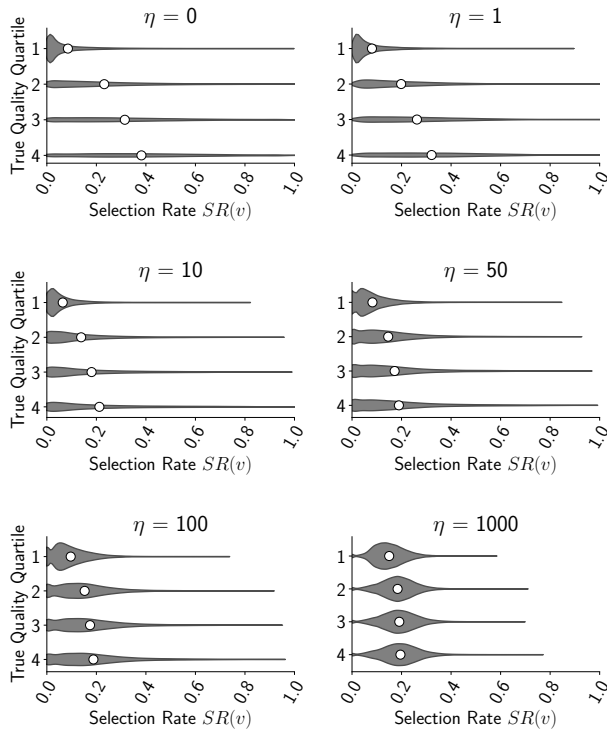 η = 0
True Quality Quartile
1
2
3
4
0.0 0.2 0.4 0.6 0.8 1.0
Selection Rate SR(v)
η = 1
1
2
3
4
0.0 0.2 0.4 0.6 0.8 1.0
Selection Rate SR(v)
η = 10
True Quality Quartile
1
2
3
4
0.0 0.2 0.4 0.6 0.8 1.0
Selection Rate SR(v)
η = 50
1
2
3
4
0.0 0.2 0.4 0.6 0.8 1.0
Selection Rate SR(v)
η = 100
True Quality Quartile
1
2
3
4
0.0 0.2 0.4 0.6 0.8 1.0
Selection Rate SR(v)
η = 1000
1
2
3
4
0.0 0.2 0.4 0.6 0.8 1.0
Selection Rate SR(v)